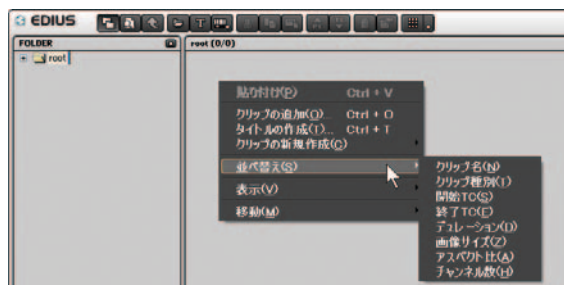 EDIUS
FOLDER
root (0/0)
root
貼り付け(P) Ctrl + V
クリップの追加(O)... Ctrl + O
タイトルの作成(T)... Ctrl + T
クリップの新規作成(C)
並べ替え(S)
表示(V)
移動(M)
クリップ名(N)
クリップ種別(T)
開始TC(S)
終了TC(E)
デュレーション(D)
画像サイズ(Z)
アスペクト比(A)
チャンネル数(H)